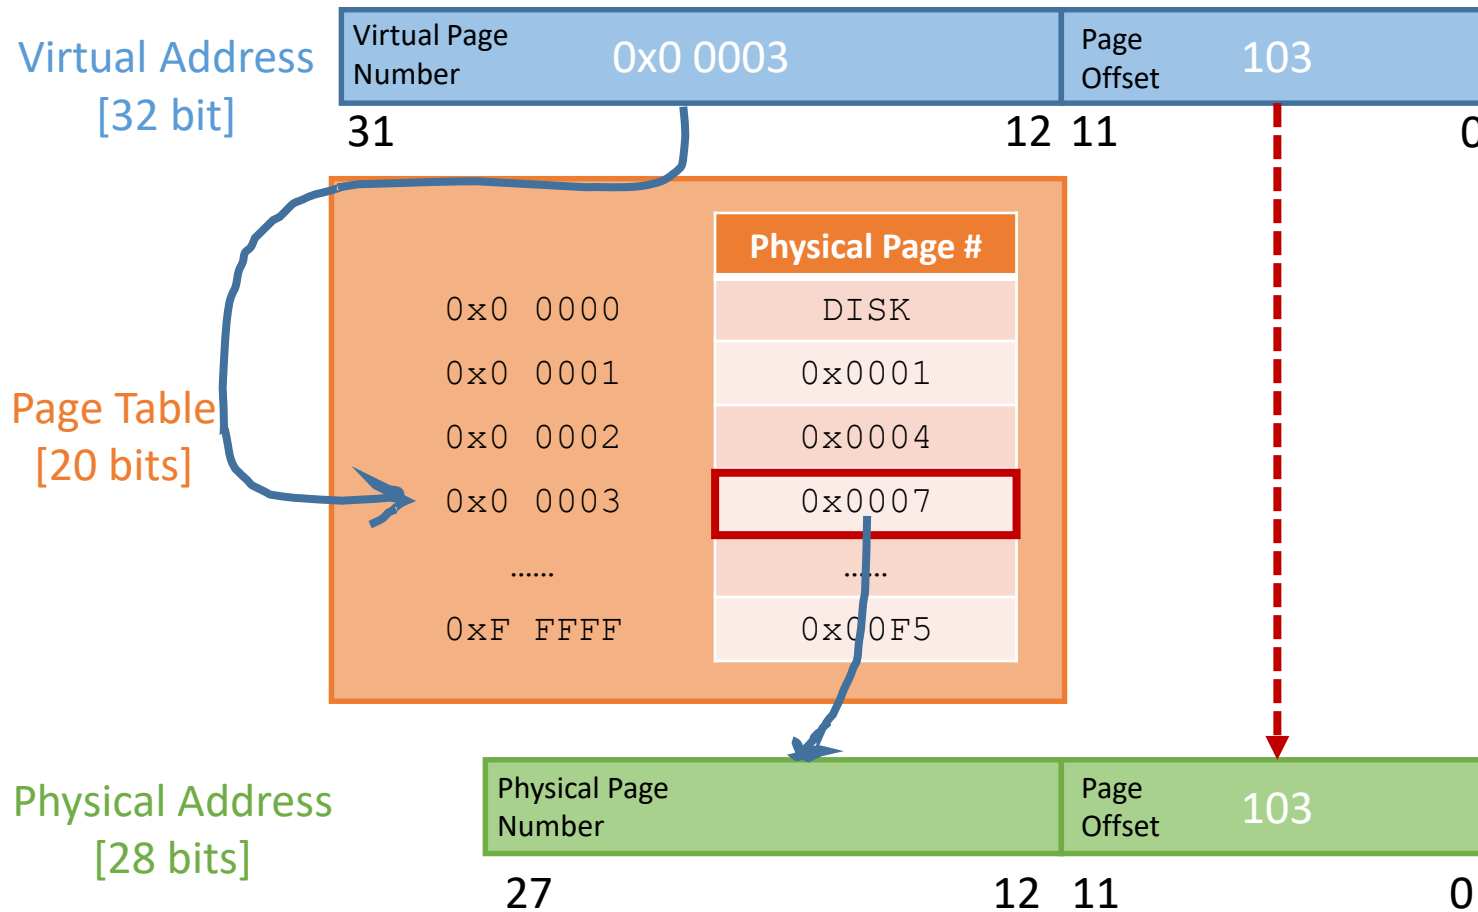 Virtual Address
[32 bit]
Virtual Page
Number
0x0 0003
Page
Offset
103
31
12
11
0
Page Table
[20 bits]
Physical Page #
0x0 0000
DISK
0x0 0001
0x0001
0x0 0002
0x0004
0x0 0003
0x0007
......
......
0xF FFFF
0x00F5
Physical Address
[28 bits]
Physical Page
Number
Page
Offset
103
27
12
11
0